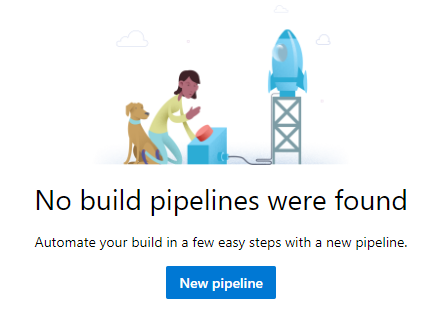 No build pipelines were found
Automate your build in a few easy steps with a new pipeline.
New pipeline